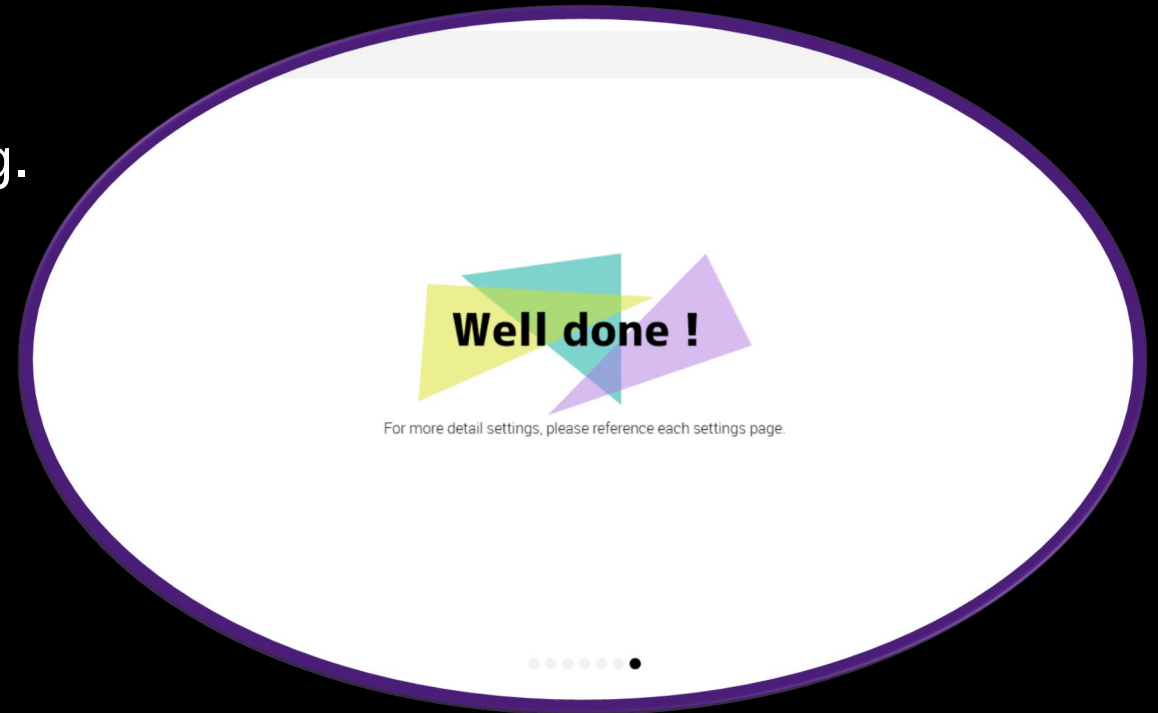 g.
Well done !
For more detail settings, please reference each settings page.